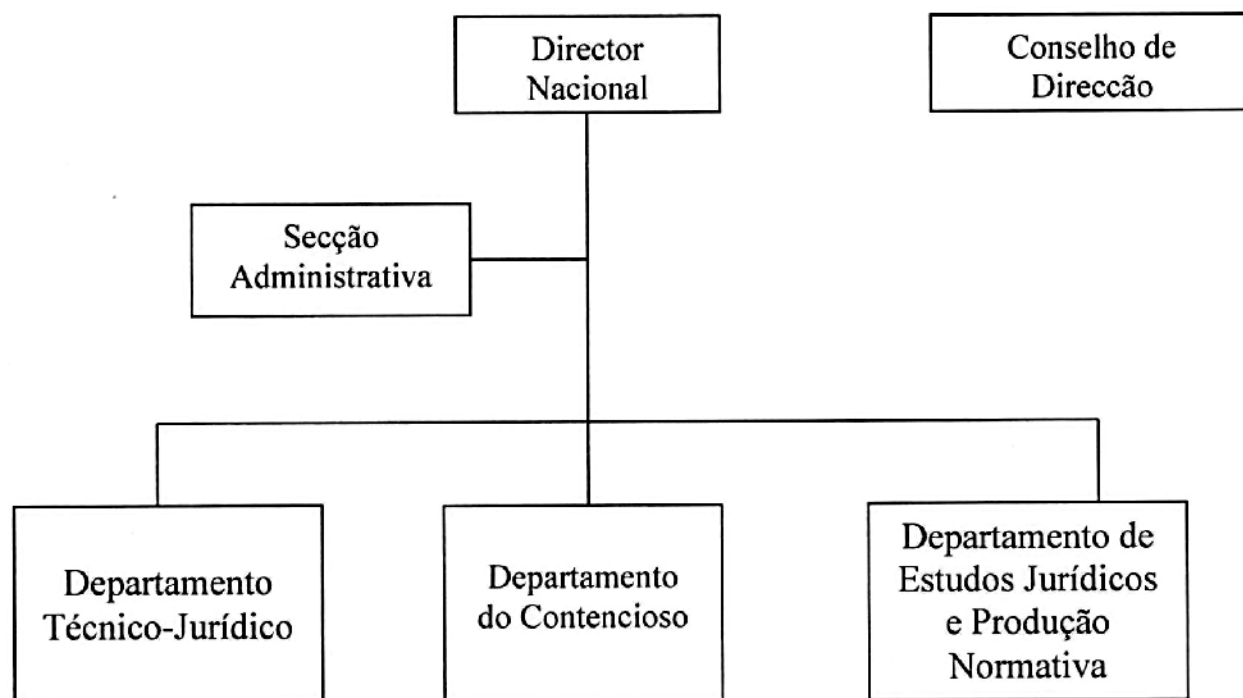 Director
Nacional
Conselho de
Direcção
Secção
Administrativa
Departamento
Técnico-Jurídico
Departamento
do Contencioso
Departamento de
Estudos Jurídicos
e Produção
Normativa